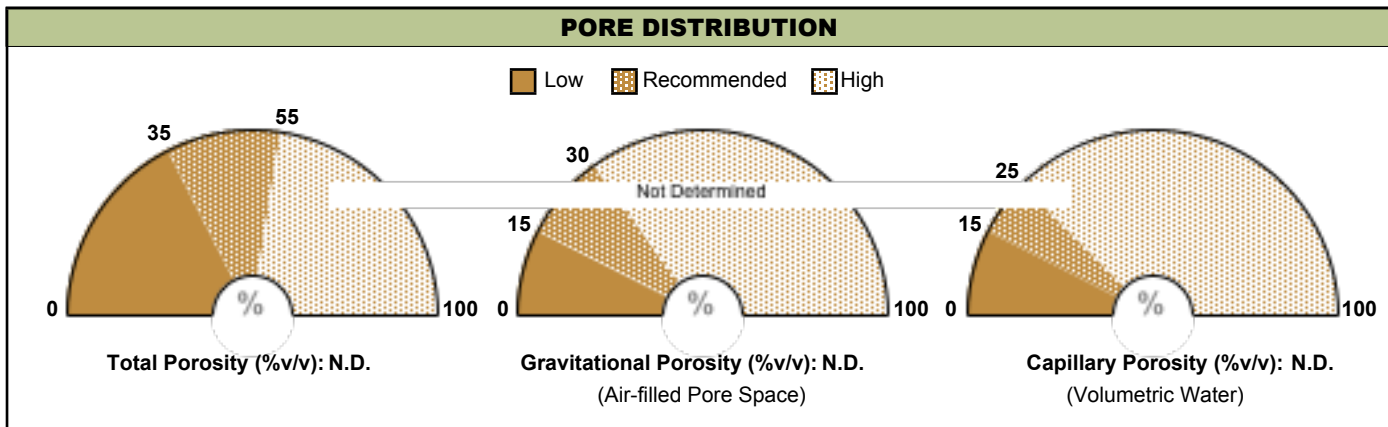 PORE DISTRIBUTION
Low Recommended High
35 55 0 % 100
30 15 0 % 100
25 15 0 % 100
Not Determined
Total Porosity (%v/v): N.D.
Gravitational Porosity (%v/v): N.D.
(Air-filled Pore Space)
Capillary Porosity (%v/v): N.D.
(Volumetric Water)